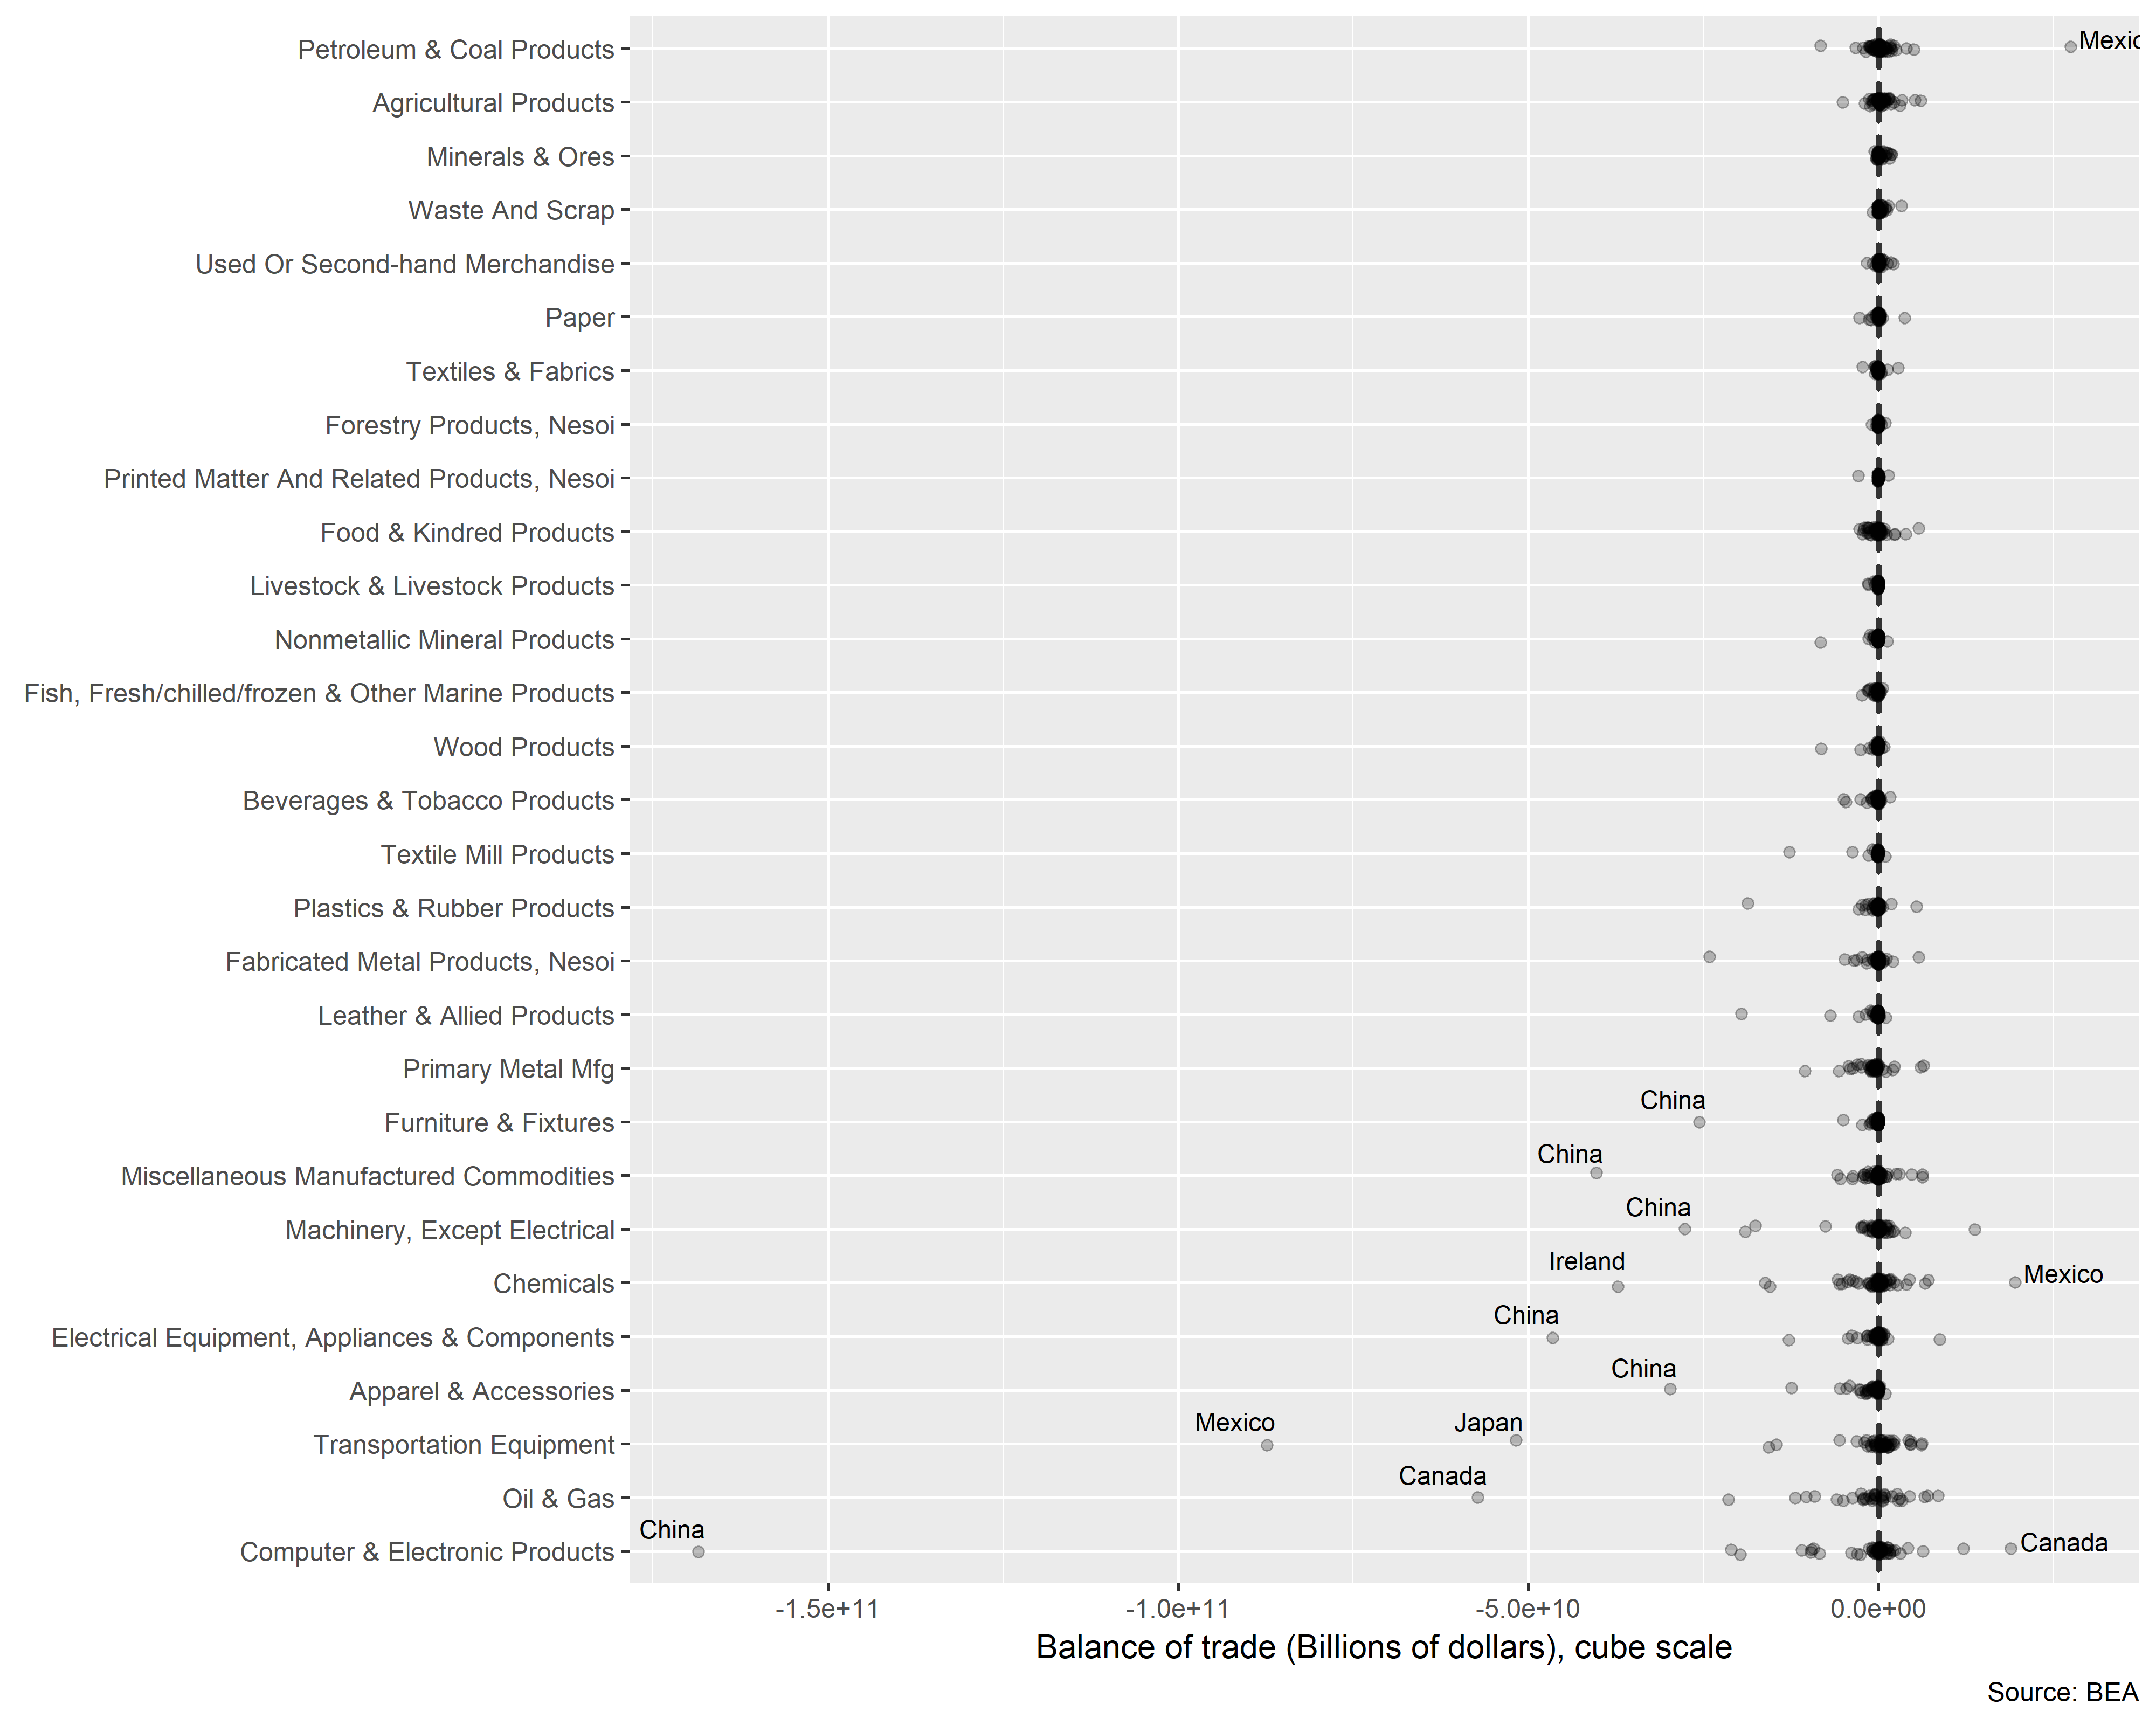 Petroleum & Coal Products
Mexic
Agricultural Products
Minerals & Ores
Waste And Scrap
Used Or Second-hand Merchandise
Paper
Textiles & Fabrics
Forestry Products, Nesoi
Printed Matter And Related Products, Nesoi
Food & Kindred Products
Livestock & Livestock Products
Nonmetallic Mineral Products
Fish, Fresh/chilled/frozen & Other Marine Products
Wood Products
Beverages & Tobacco Products
Textile Mill Products
Plastics & Rubber Products
Fabricated Metal Products, Nesoi
Leather & Allied Products
Primary Metal Mfg
China
Furniture & Fixtures
China
Miscellaneous Manufactured Commodities
China
Machinery, Except Electrical
Ireland
Chemicals
Mexico
China
Electrical Equipment, Appliances & Components
China
Apparel & Accessories
Mexico
Japan
Transportation Equipment
Canada
Oil & Gas
China
Computer & Electronic Products
Canada
-1.5e+11
-1.0e+11
-5.0e+10
0.0e+00
Balance of trade (Billions of dollars), cube scale
Source: BEA